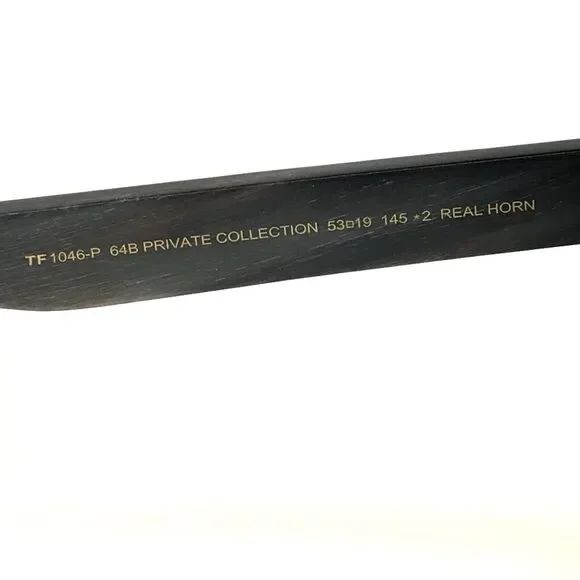 TF 1046-P 64B PRIVATE COLLECTION 53□19 145 *2 REAL HORN